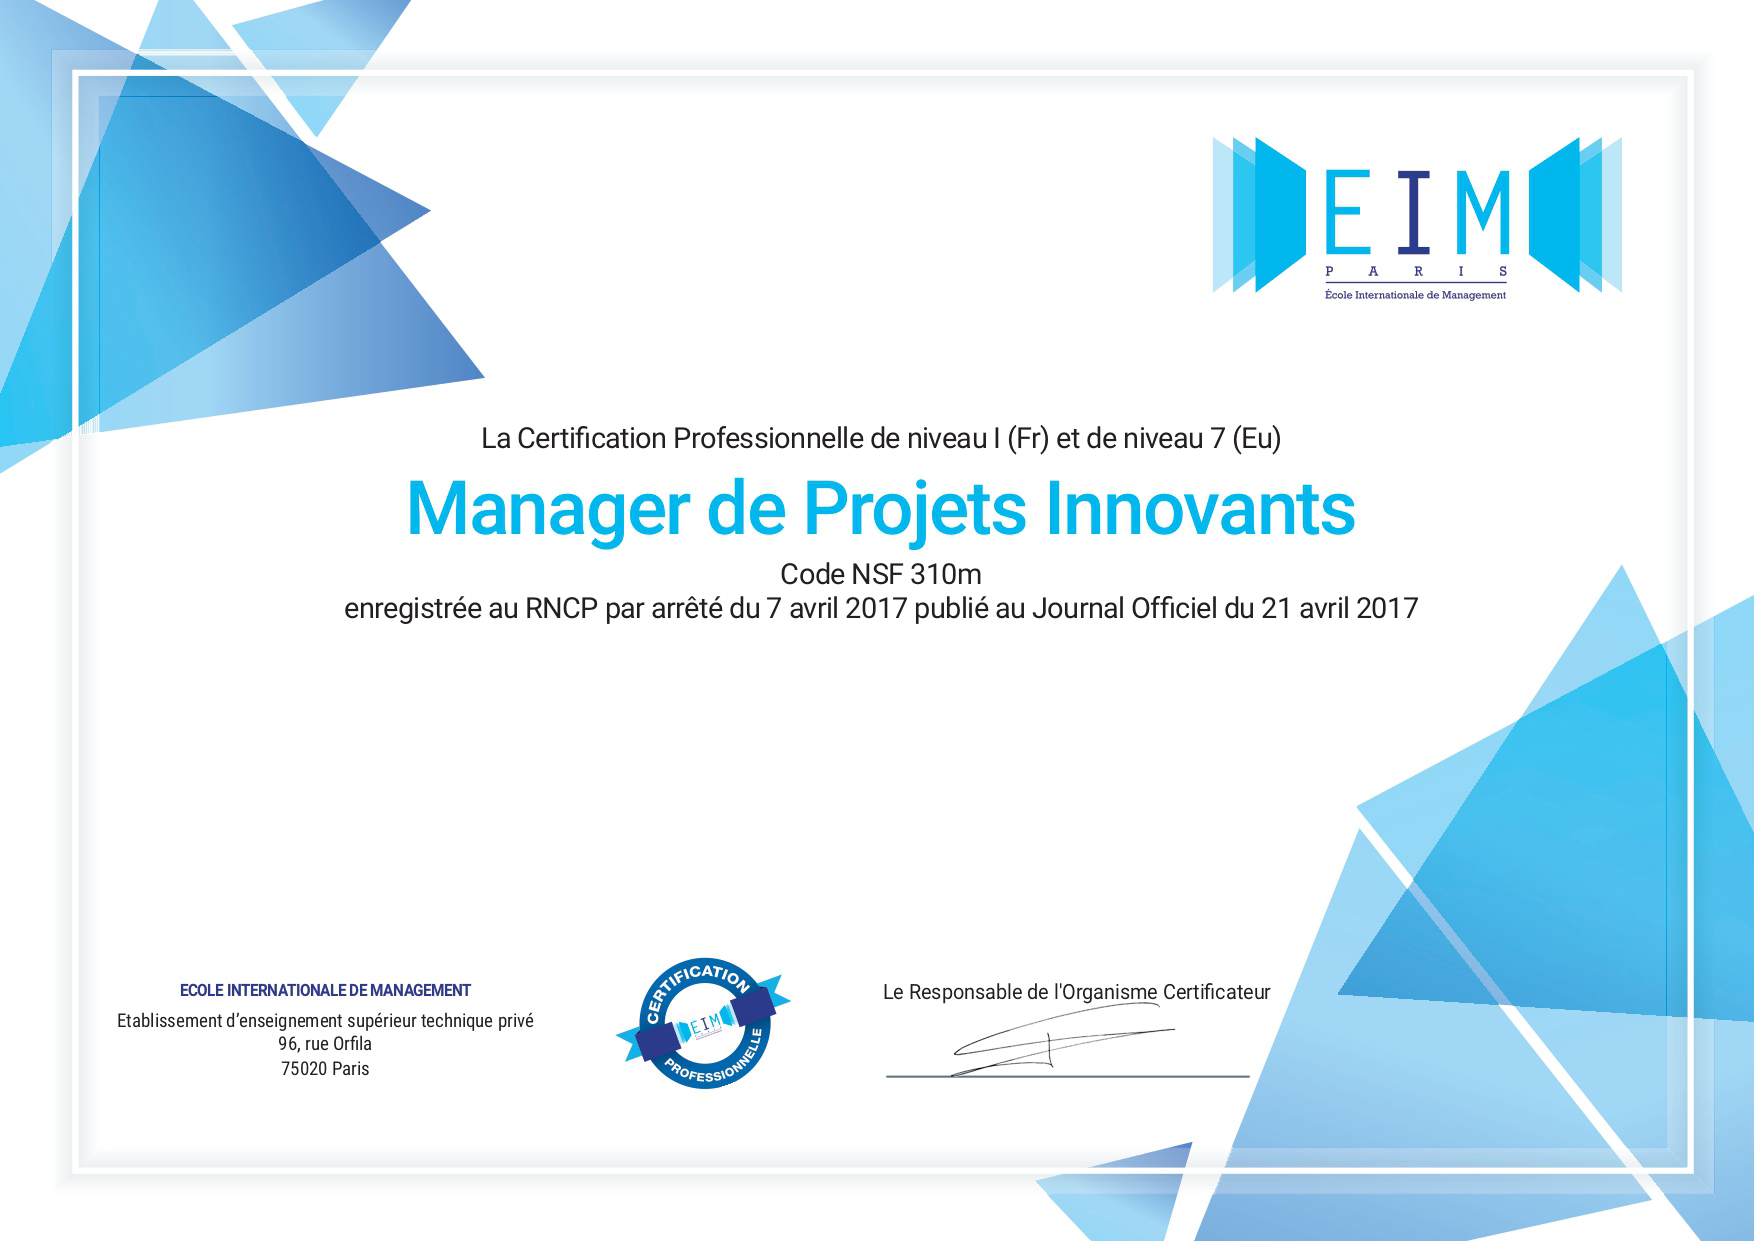 EIM
PARIS
École Internationale de Management
La Certification Professionnelle de niveau I (Fr) et de niveau 7 (Eu)
Manager de Projets Innovants
Code NSF 310m
enregistrée au RNCP par arrêté du 7 avril 2017 publié au Journal Officiel du 21 avril 2017
ECOLE INTERNATIONALE DE MANAGEMENT
Etablissement d’enseignement supérieur technique privé
96, rue Orfila
75020 Paris
CERTIFICATION
EIM
PROFESSIONNELLE
Le Responsable de l'Organisme Certificateur